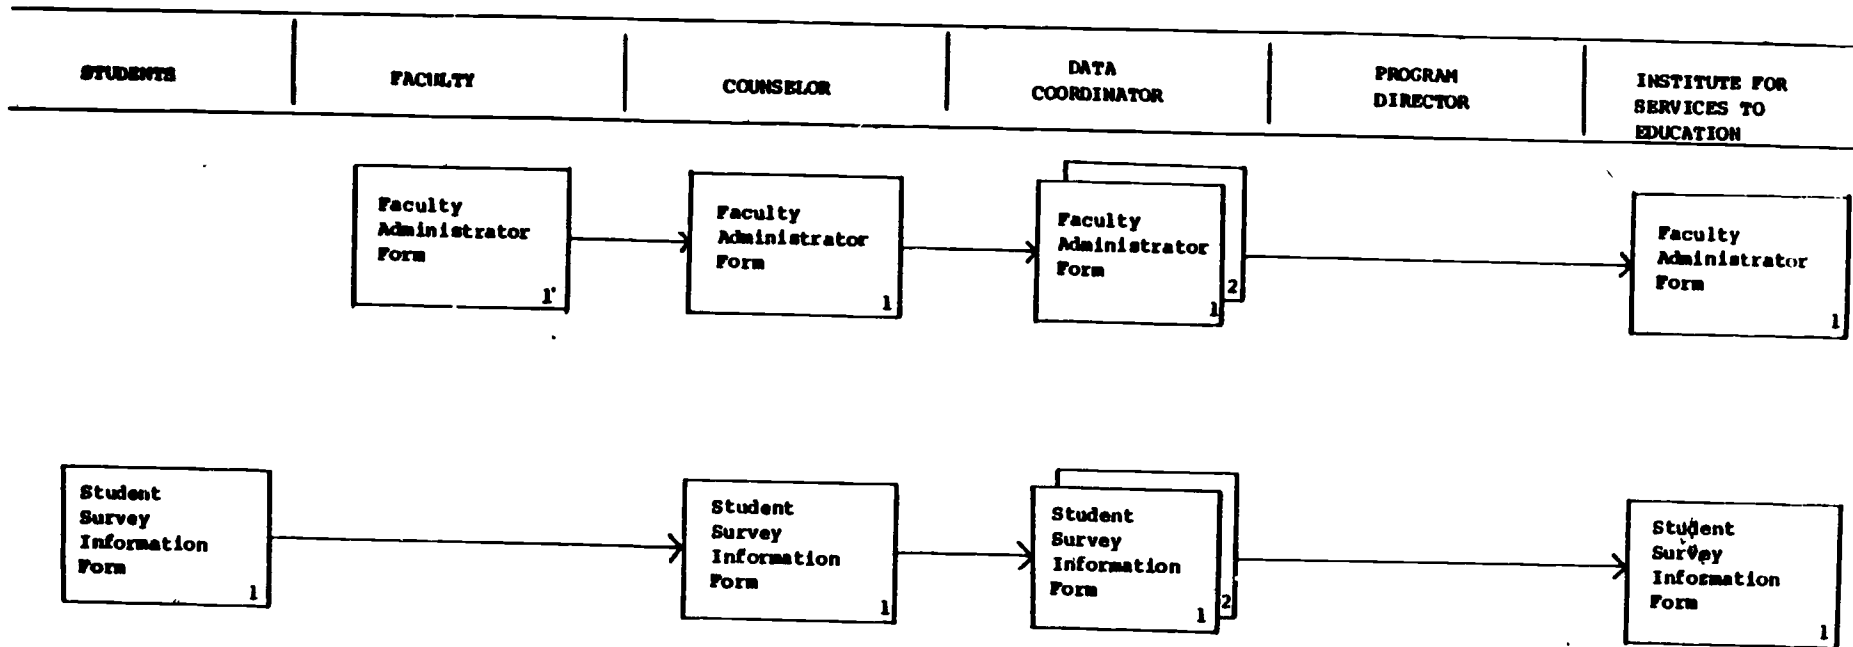 STUDENTS
FACULTY
COUNSELOR
DATA
COORDINATOR
PROGRAM
DIRECTOR
INSTITUTE FOR
SERVICES TO
EDUCATION
Faculty
Administrator
Form
1
Faculty
Administrator
Form
1
Faculty
Administrator
Form
1
2
Faculty
Administrator
Form
1
Student
Survey
Information
Form
1
Student
Survey
Information
Form
1
Student
Survey
Information
Form
1
2
Student
Survey
Information
Form
1